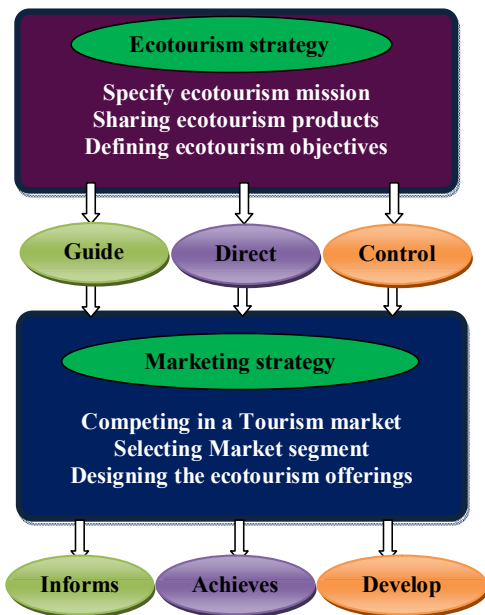 Ecotourism strategy
Specify ecotourism mission
Sharing ecotourism products
Defining ecotourism objectives
Guide
Direct
Control
Marketing strategy
Competing in a Tourism market
Selecting Market segment
Designing the ecotourism offerings
Informs
Achieves
Develop